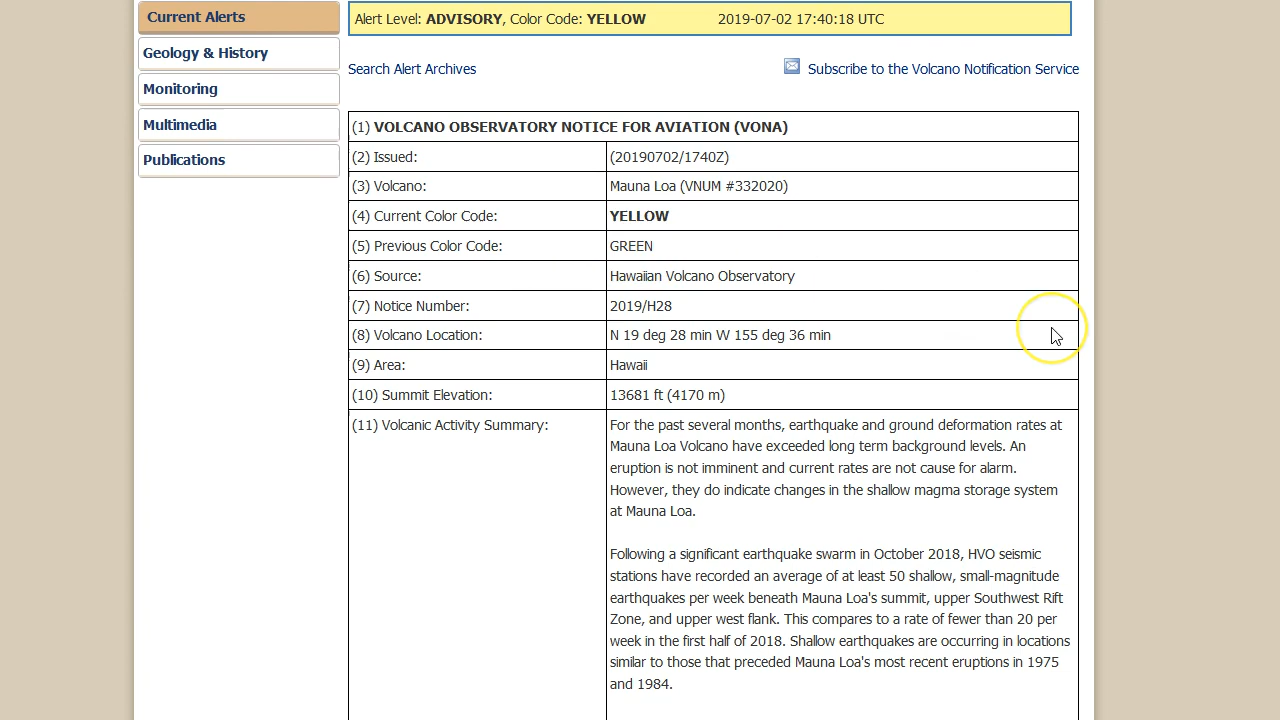 Current Alerts
Geology & History
Monitoring
Multimedia
Publications
Alert Level: ADVISORY, Color Code: YELLOW 2019-07-02 17:40:18 UTC
Search Alert Archives Subscribe to the Volcano Notification Service
(1) VOLCANO OBSERVATORY NOTICE FOR AVIATION (VONA)
(2) Issued: (20190702/1740Z)
(3) Volcano: Mauna Loa (VNUM #332020)
(4) Current Color Code: YELLOW
(5) Previous Color Code: GREEN
(6) Source: Hawaiian Volcano Observatory
(7) Notice Number: 2019/H28
(8) Volcano Location: N 19 deg 28 min W 155 deg 36 min
(9) Area: Hawaii
(10) Summit Elevation: 13681 ft (4170 m)
(11) Volcanic Activity Summary: For the past several months, earthquake and ground deformation rates at
Mauna Loa Volcano have exceeded long term background levels. An
eruption is not imminent and current rates are not cause for alarm.
However, they do indicate changes in the shallow magma storage system
at Mauna Loa.
Following a significant earthquake swarm in October 2018, HVO seismic
stations have recorded an average of at least 50 shallow, small-magnitude
earthquakes per week beneath Mauna Loa's summit, upper Southwest Rift
Zone, and upper west flank. This compares to a rate of fewer than 20 per
week in the first half of 2018. Shallow earthquakes are occurring in locations
similar to those that preceded Mauna Loa's most recent eruptions in 1975
and 1984.